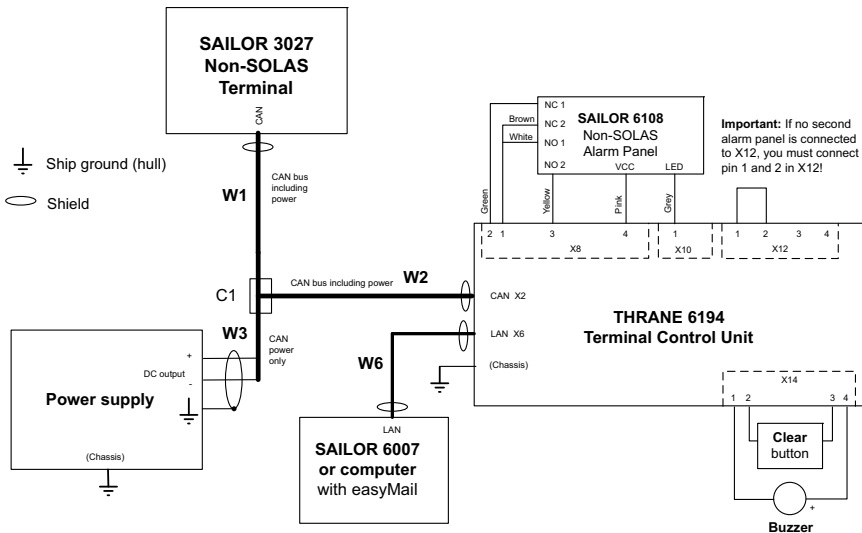 SAILOR 3027
Non-SOLAS
Terminal
CAN
Ship ground (hull)
Shield
W1
CAN bus
including
power
NC 1
NC 2
NO 1
NO 2
SAILOR 6108
Non-SOLAS
Alarm Panel
VCC
LED
Brown
White
Green
Yellow
Pink
Grey
Important: If no second
alarm panel is connected
to X12, you must connect
pin 1 and 2 in X12!
2 1 3 4
X8
1
X10
1 2 3 4
X12
C1
CAN bus including power
W2
CAN X2
LAN X6
(Chassis)
THRANE 6194
Terminal Control Unit
W3
CAN
power
only
+
DC output
-
Power supply
(Chassis)
W6
LAN
SAILOR 6007
or computer
with easyMail
X14
1 2 3 4
Clear
button
+
Buzzer